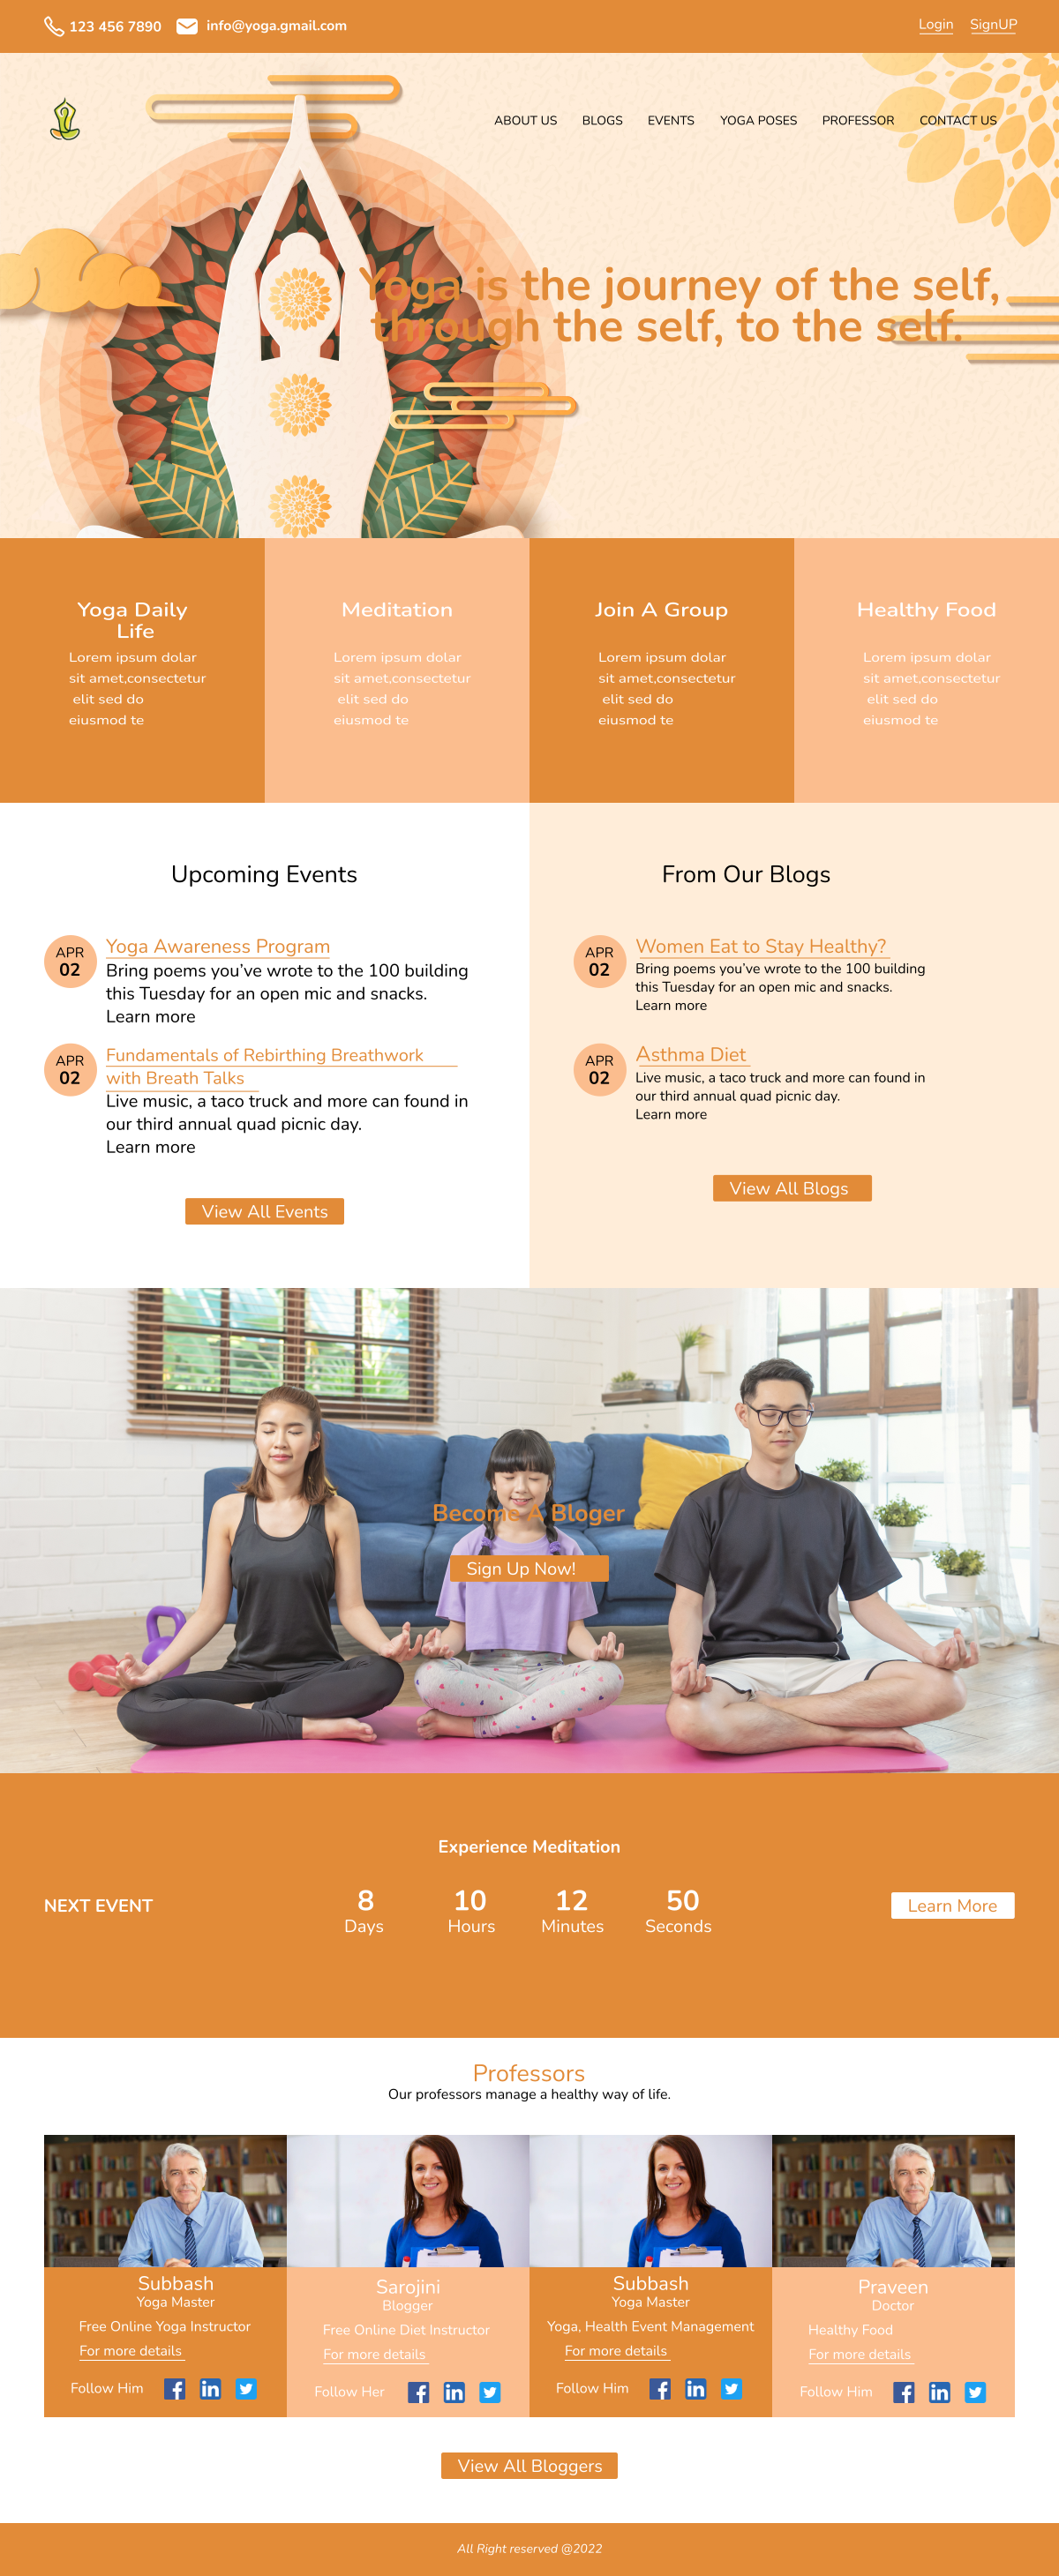 123 456 7890 info@yoga.gmail.com Login SignUP
ABOUT US BLOGS EVENTS YOGA POSES PROFESSOR CONTACT US
Yoga is the journey of the self,
through the self, to the self.
Yoga Daily
Life
Lorem ipsum dolar
sit amet,consectetur
elit sed do
eiusmod te
Meditation
Lorem ipsum dolar
sit amet,consectetur
elit sed do
eiusmod te
Join A Group
Lorem ipsum dolar
sit amet,consectetur
elit sed do
eiusmod te
Healthy Food
Lorem ipsum dolar
sit amet,consectetur
elit sed do
eiusmod te
Upcoming Events
APR
02
Yoga Awareness Program
Bring poems you’ve wrote to the 100 building
this Tuesday for an open mic and snacks.
Learn more
APR
02
Fundamentals of Rebirthing Breathwork
with Breath Talks
Live music, a taco truck and more can found in
our third annual quad picnic day.
Learn more
View All Events
From Our Blogs
APR
02
Women Eat to Stay Healthy?
Bring poems you’ve wrote to the 100 building
this Tuesday for an open mic and snacks.
Learn more
APR
02
Asthma Diet
Live music, a taco truck and more can found in
our third annual quad picnic day.
Learn more
View All Blogs
Become A Bloger
Sign Up Now!
Experience Meditation
NEXT EVENT
8 10 12 50
Days Hours Minutes Seconds
Learn More
Professors
Our professors manage a healthy way of life.
Subbash
Yoga Master
Free Online Yoga Instructor
For more details
Follow Him
Sarojini
Blogger
Free Online Diet Instructor
For more details
Follow Her
Subbash
Yoga Master
Yoga, Health Event Management
For more details
Follow Him
Praveen
Doctor
Healthy Food
For more details
Follow Him
View All Bloggers
All Right reserved @2022